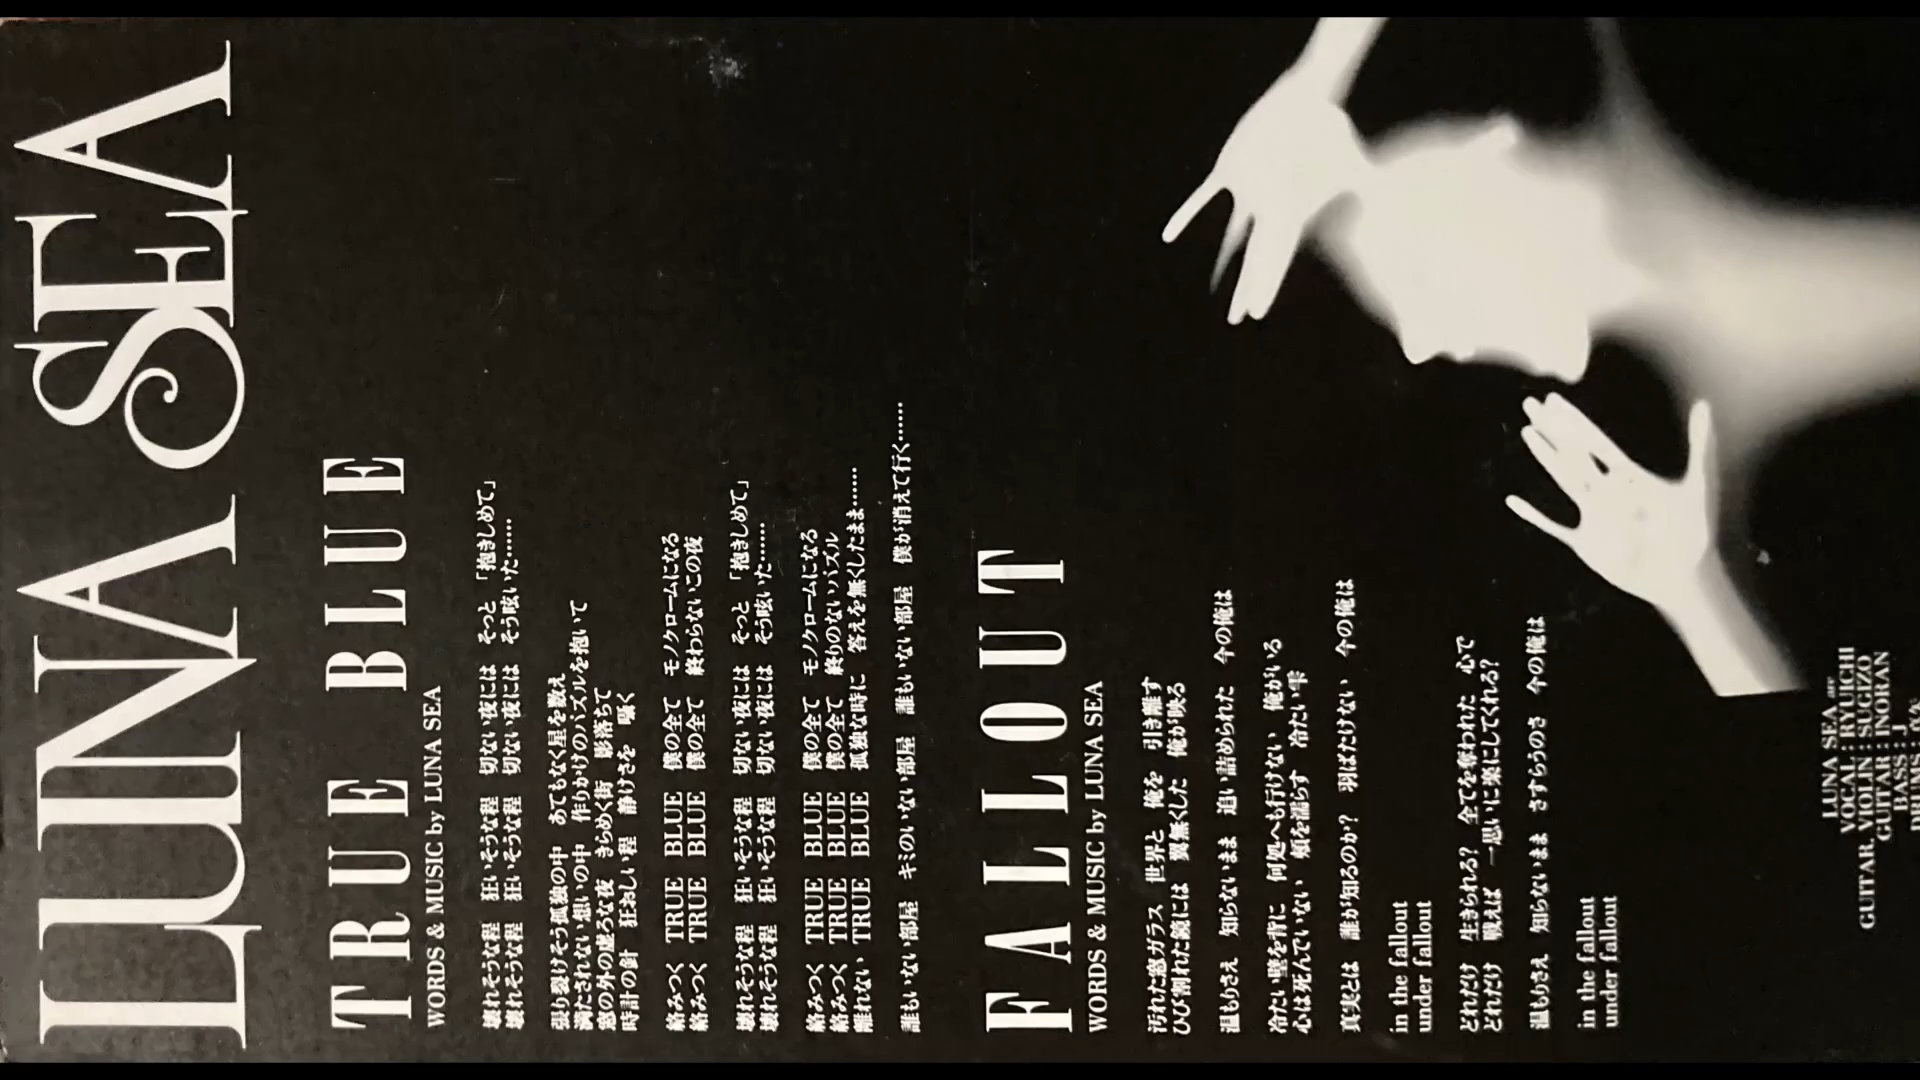 LUNA SEA
TRUE BLUE
WORDS & MUSIC by LUNA SEA
壊れそうな程 狂いそうな程 切ない夜には そっと「抱きしめて」
壊れそうな程 狂いそうな程 切ない夜には そう呟いた……
張り裂けそう孤独の中 あてもなく星を数え
満たされない想いの中 作りかけのパズルを抱いて
窓の外の虚ろな夜 きらめく街 影落ちて
時計の針 狂おしい程 静けさを 囁く
絡みつく TRUE BLUE 僕の全て モノクロームになる
絡みつく TRUE BLUE 僕の全て 終わらないこの夜
壊れそうな程 狂いそうな程 切ない夜には そっと「抱きしめて」
壊れそうな程 狂いそうな程 切ない夜には そう呟いた……
絡みつく TRUE BLUE 僕の全て モノクロームになる
絡みつく TRUE BLUE 僕の全て 終りのないパズル
離れない TRUE BLUE 孤独な時に 答えを無くしたまま……
誰もいない部屋 キミのいない部屋 誰もいない部屋 僕が消えて行く……
FALLOUT
WORDS & MUSIC by LUNA SEA
汚れた窓ガラス 世界と 俺を 引き離す
ひび割れた鏡には 翼無くした 俺が映る
温もりさえ 知らないまま 追い詰められた 今の俺は
冷たい壁を背に 何処へも行けない 俺がいる
心は死んでいない 頬を濡らす 冷たい雫
真実とは 誰が知るのか? 羽ばたけない 今の俺は
in the fallout
under fallout
どれだけ 生きられる? 全てを奪われた 心で
どれだけ 戦えば 一思いに楽にしてくれる?
温もりさえ 知らないまま さすらうのさ 今の俺は
in the fallout
under fallout
LUNA SEA are
VOCAL : RYUICHI
GUITAR, VIOLIN : SUGIZO
GUITAR : INORAN
BASS : J
DRUMS :